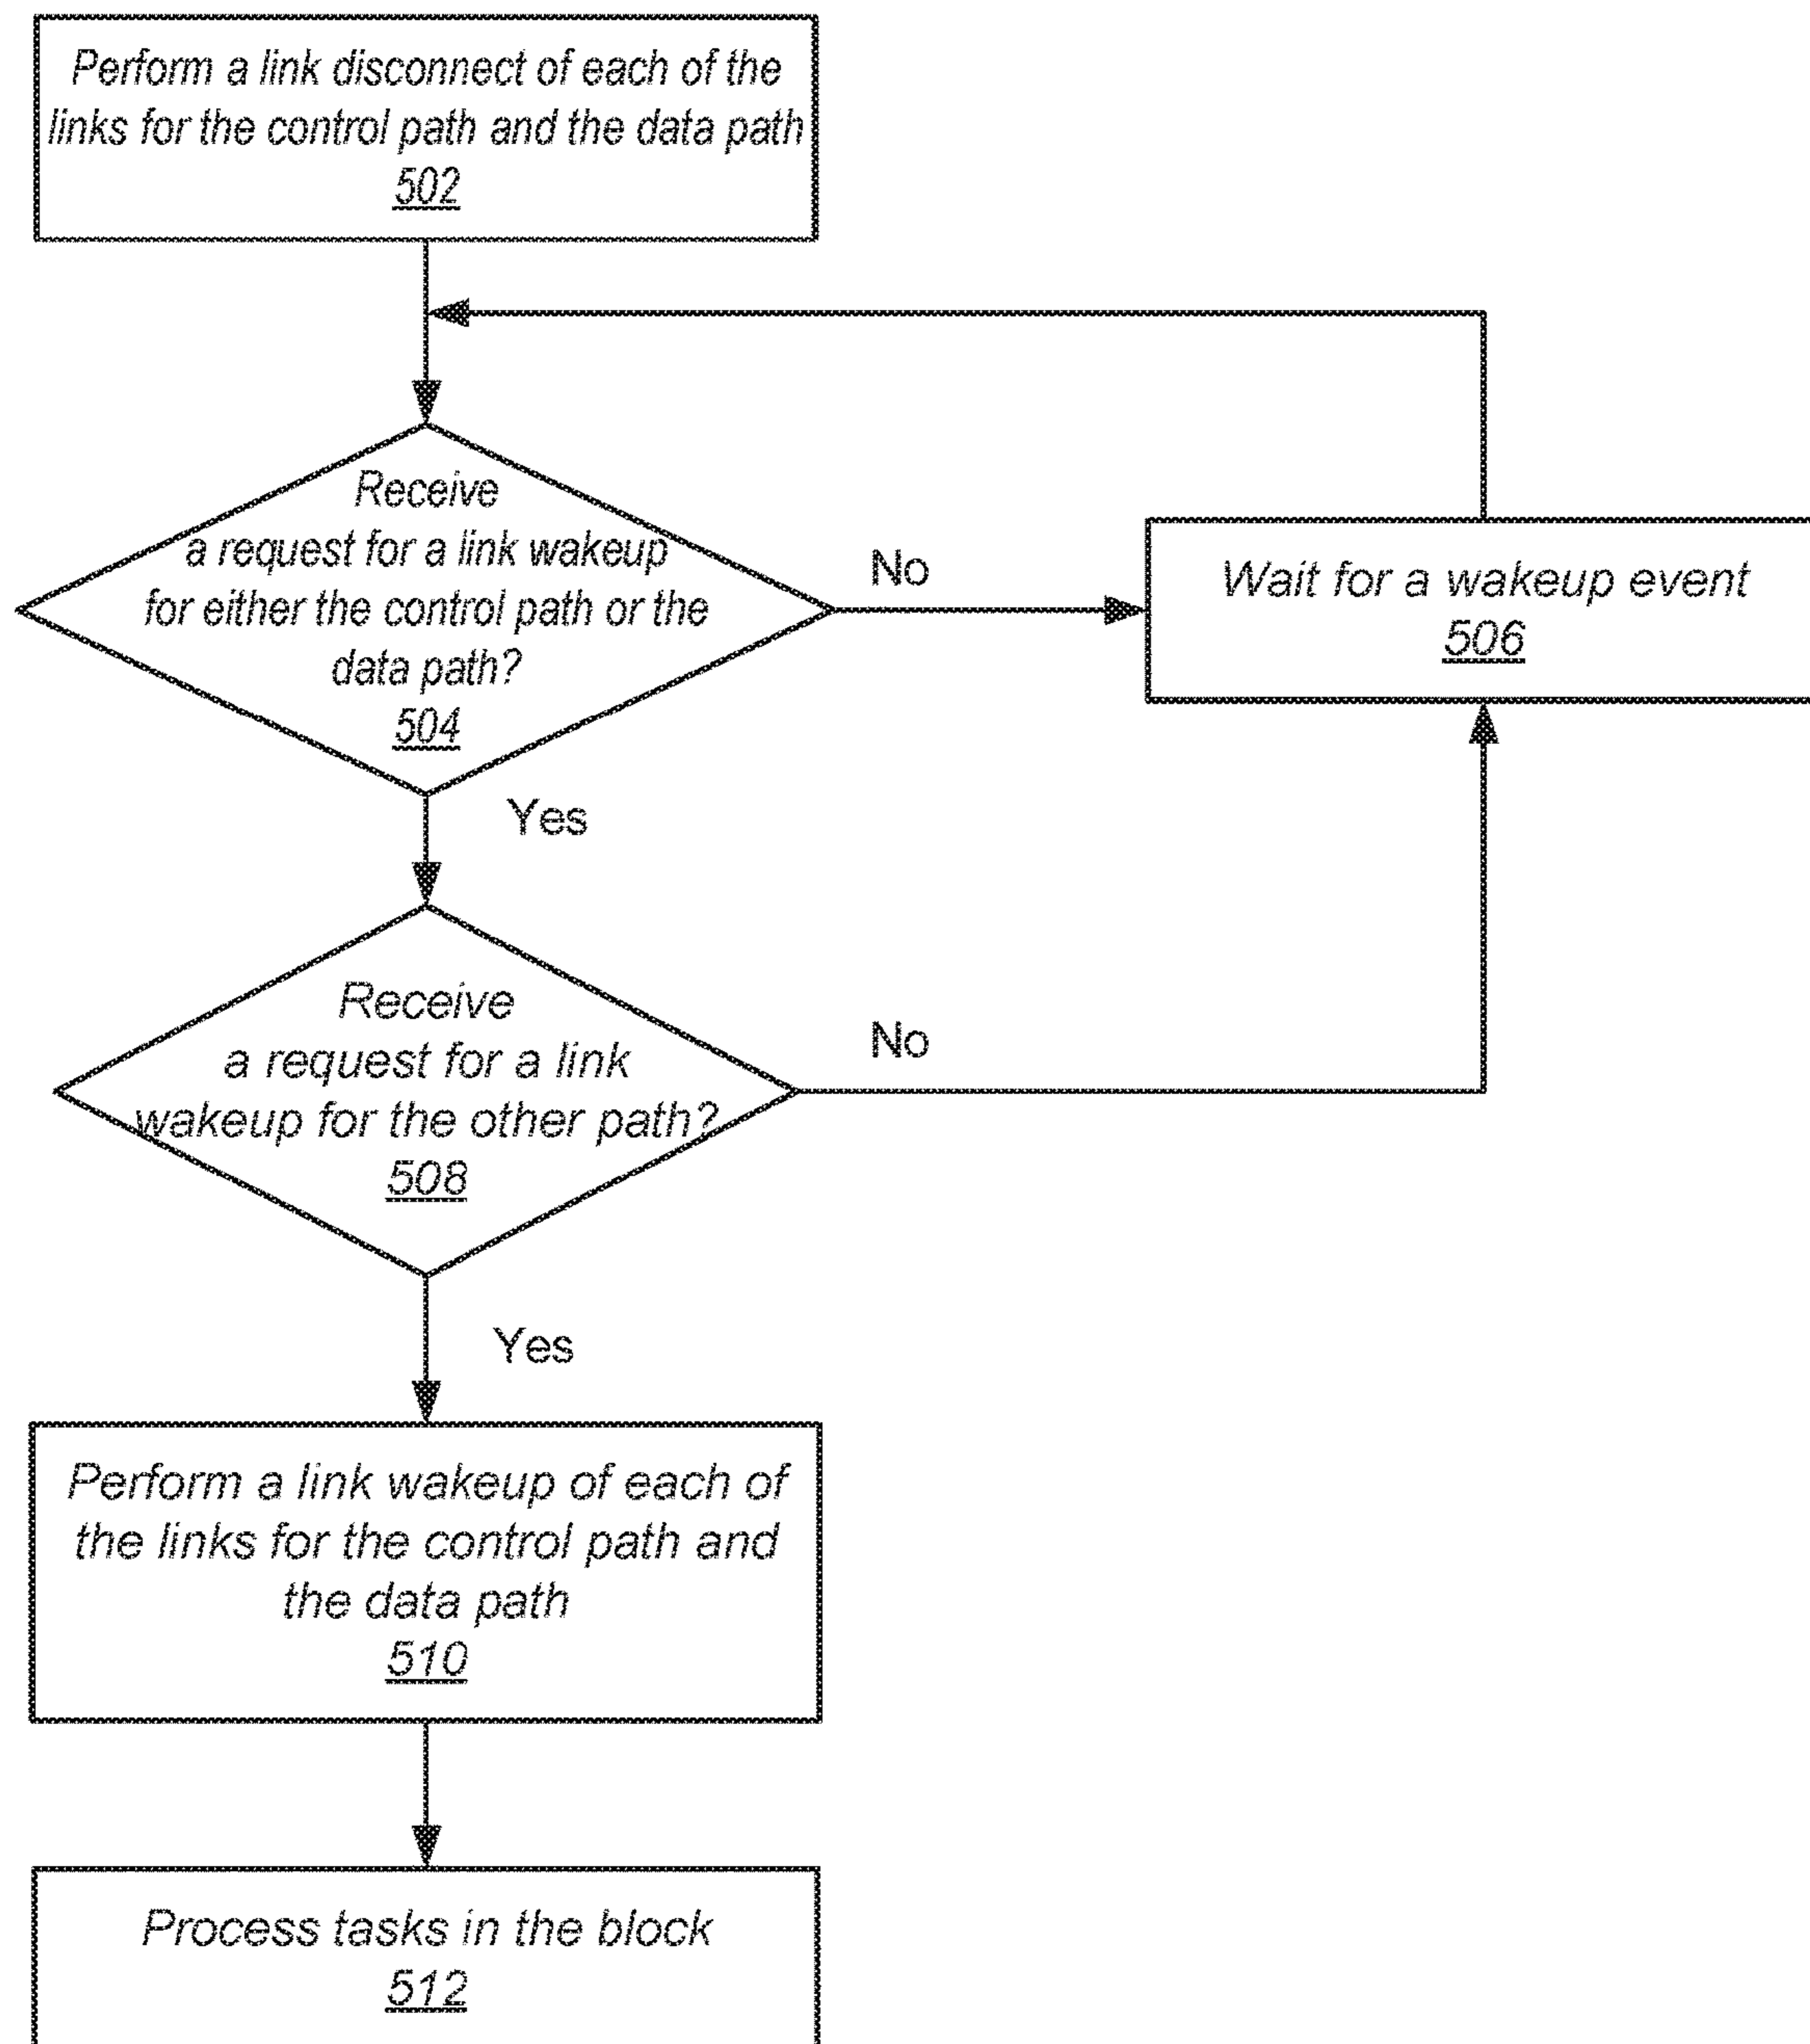 Perform a link disconnect of each of the
links for the control path and the data path
502
Receive
a request for a link wakeup
for either the control path or the
data path?
504
No
Wait for a wakeup event
506
Yes
Receive
a request for a link
wakeup for the other path?
508
No
Yes
Perform a link wakeup of each of
the links for the control path and
the data path
510
Process tasks in the block
512